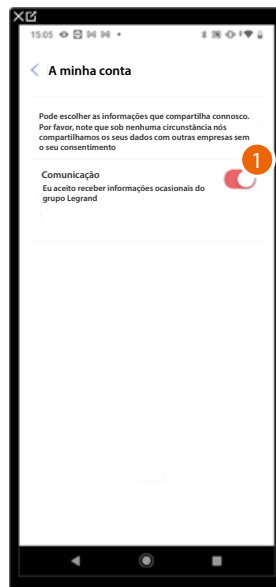 15:05
A minha conta
Pode escolher as informações que compartilha connosco.
Por favor, note que sob nenhuma circunstância nós
compartilhamos os seus dados com outras empresas sem
o seu consentimento
1
Comunicação
Eu aceito receber informações ocasionais do
grupo Legrand